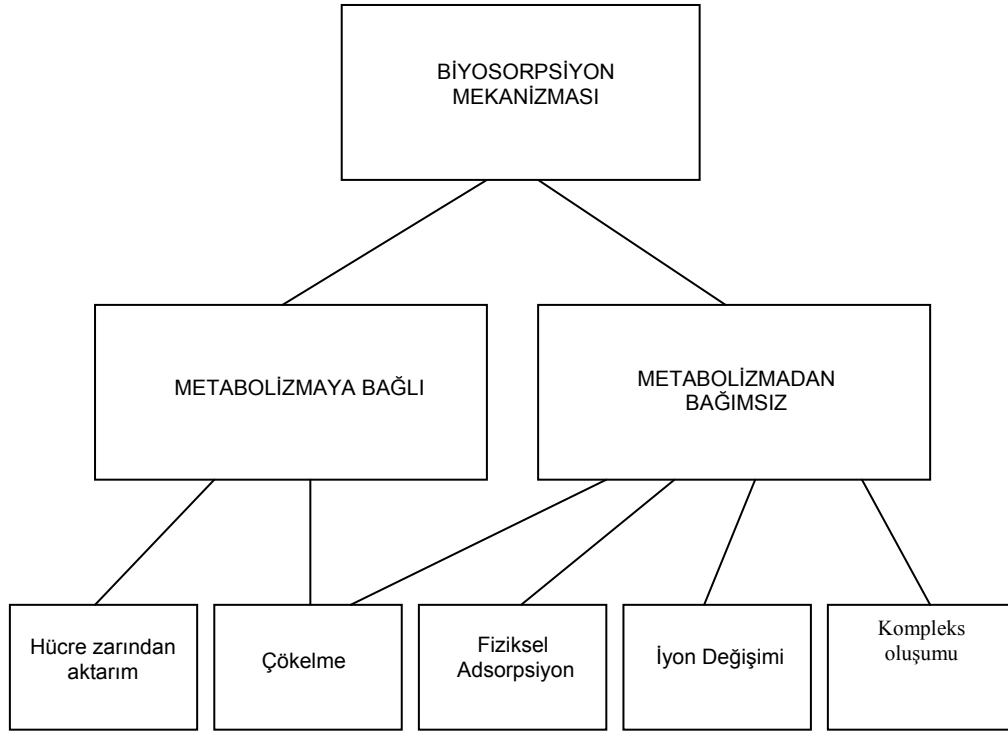 BİYOSORPSİYON
MEKANİZMASI
METABOLİZMAYA BAĞLI
METABOLİZMADAN
BAĞIMSIZ
Hücre zarından
aktarım
Çökelme
Fiziksel
Adsorpsiyon
İyon Değişimi
Kompleks
oluşumu